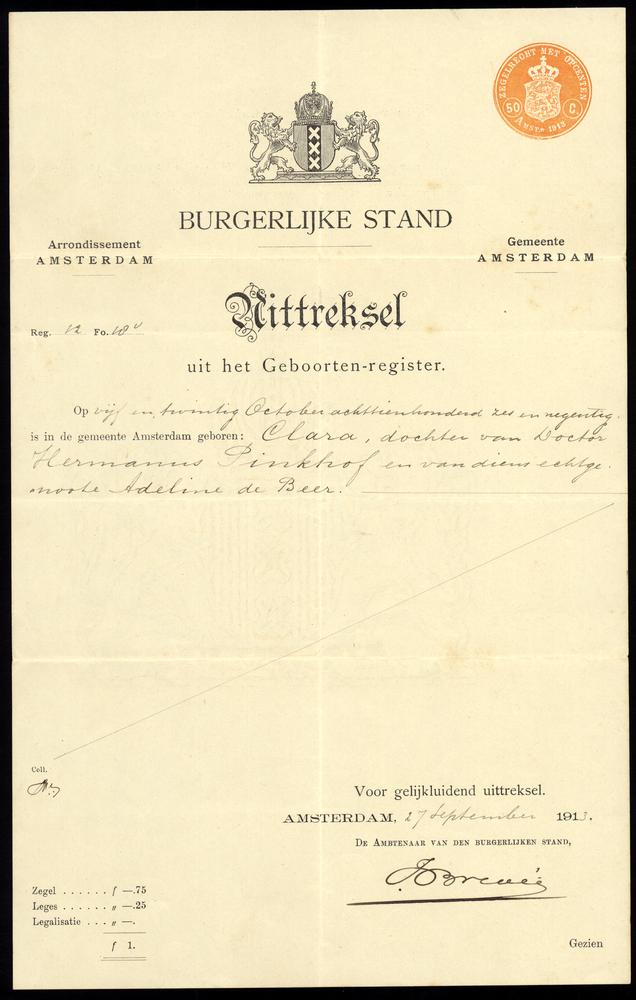 ZEGELRECHT MET OPCENTEN
50 C.
AMST. 1913
BURGERLIJKE STAND
Arrondissement
AMSTERDAM
Gemeente
AMSTERDAM
Uittreksel
Reg. 12 Fo. 18v
uit het Geboorten-register.
Op vijf en twintig October achttienhonderd zes en negentig
is in de gemeente Amsterdam geboren: Clara, dochter van Doctor
Hermanus Pinkhof en van diens echtge-
noote Adeline de Beer.
Coll.
Voor gelijkluidend uittreksel.
AMSTERDAM, 27 September 1913.
DE AMBTENAAR VAN DEN BURGERLIJKEN STAND,
Zegel . . . . . . f —.75
Leges . . . . . . „ —.25
Legalisatie . . . „ —.
f 1.
Gezien